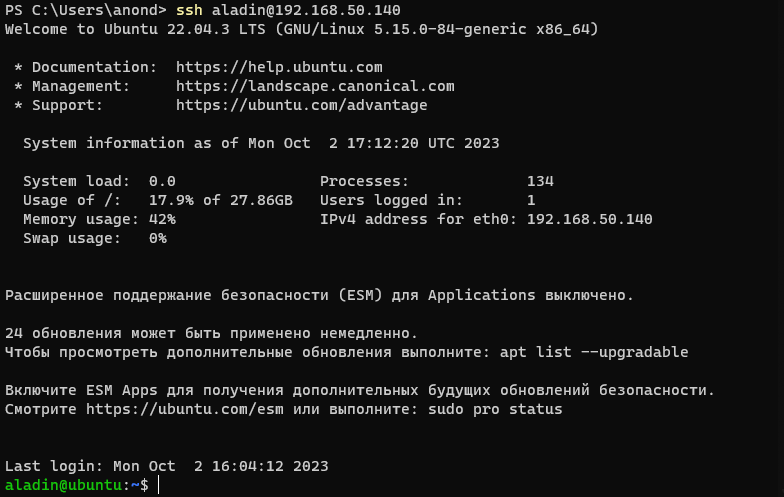 PS C:\Users\anond> ssh aladin@192.168.50.140
Welcome to Ubuntu 22.04.3 LTS (GNU/Linux 5.15.0-84-generic x86_64)
* Documentation:  https://help.ubuntu.com
* Management:     https://landscape.canonical.com
* Support:        https://ubuntu.com/advantage
System information as of Mon Oct  2 17:12:20 UTC 2023
System load:  0.0                Processes:             134
Usage of /:   17.9% of 27.86GB   Users logged in:       1
Memory usage: 42%                IPv4 address for eth0: 192.168.50.140
Swap usage:   0%
Расширенное поддержание безопасности (ESM) для Applications выключено.
24 обновления может быть применено немедленно.
Чтобы просмотреть дополнительные обновления выполните: apt list --upgradable
Включите ESM Apps для получения дополнительных будущих обновлений безопасности.
Смотрите https://ubuntu.com/esm или выполните: sudo pro status
Last login: Mon Oct  2 16:04:12 2023
aladin@ubuntu:~$